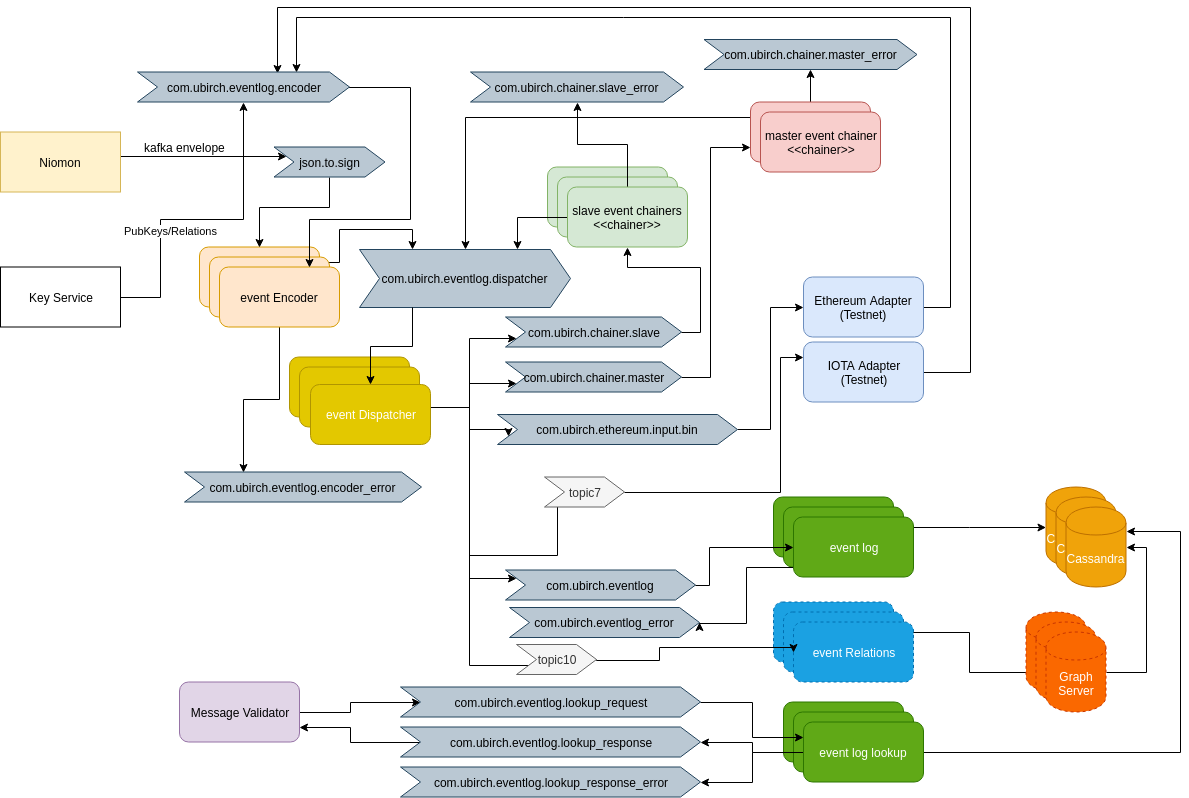 com.ubirch.chainer.master_error
com.ubirch.eventlog.encoder
com.ubirch.chainer.slave_error
master event chainer
<<chainer>>
Niomon
kafka envelope
json.to.sign
slave event chainers
<<chainer>>
PubKeys/Relations
Key Service
event Encoder
com.ubirch.eventlog.dispatcher
Ethereum Adapter
(Testnet)
com.ubirch.chainer.slave
IOTA Adapter
(Testnet)
com.ubirch.chainer.master
event Dispatcher
com.ubirch.ethereum.input.bin
com.ubirch.eventlog.encoder_error
topic7
event log
C
C
Cassandra
com.ubirch.eventlog
com.ubirch.eventlog_error
topic10
event Relations
Graph
Server
Message Validator
com.ubirch.eventlog.lookup_request
com.ubirch.eventlog.lookup_response
event log lookup
com.ubirch.eventlog.lookup_response_error